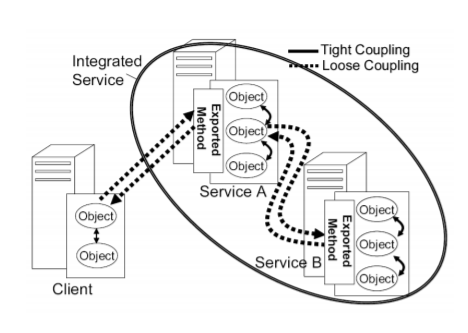 Tight Coupling
Loose Coupling
Integrated
Service
Exported
Method
Object
Object
Object
Service A
Object
Object
Client
Exported
Method
Object
Object
Object
Service B